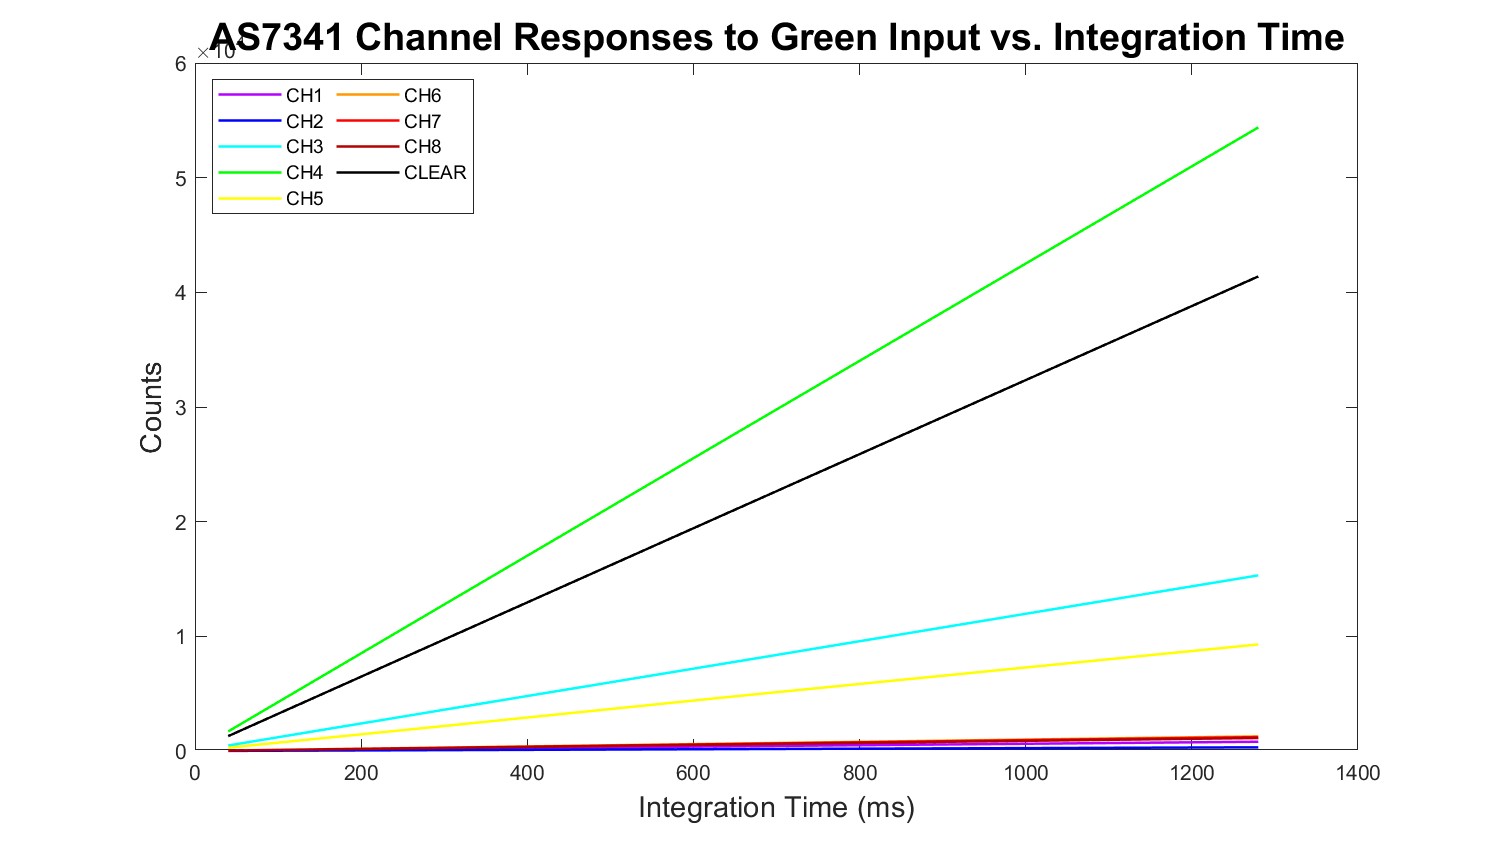 AS7341 Channel Responses to Green Input vs. Integration Time
×10
6
5
4
3
2
1
0
CH1
CH2
CH3
CH4
CH5
CH6
CH7
CH8
CLEAR
Counts
0 200 400 600 800 1000 1200 1400
Integration Time (ms)